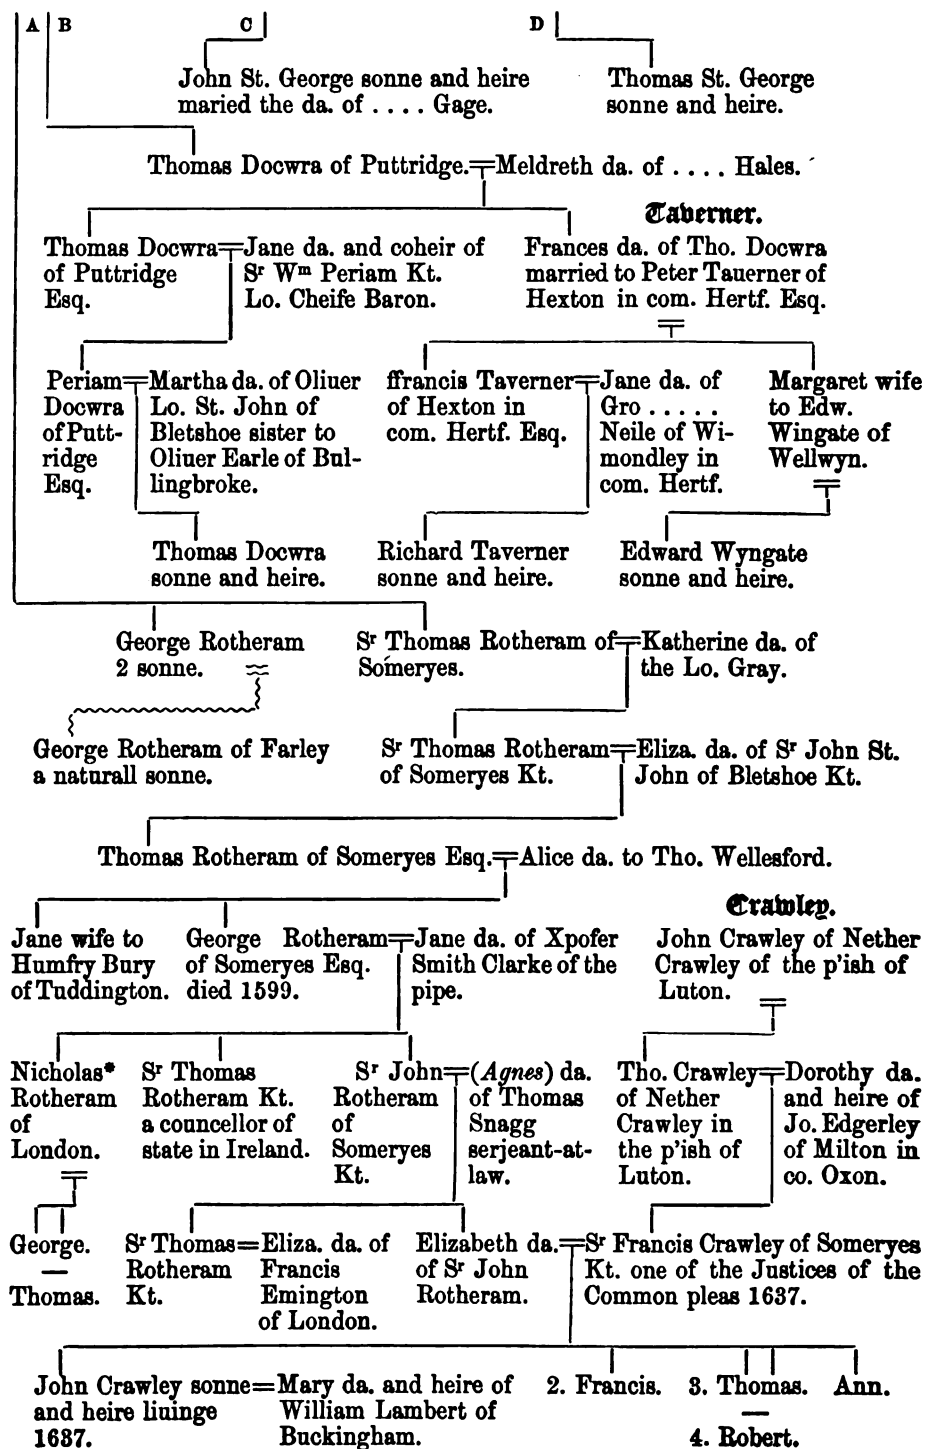 A B C D
John St. George sonne and heire
maried the da. of . . . . Gage.
Thomas St. George
sonne and heire.
Thomas Docwra of Puttridge.=Meldreth da. of . . . . Hales.
Taverner.
Thomas Docwra=
of Puttridge
Esq.
Jane da. and coheir of
Sʳ Wᵐ Periam Kt.
Lo. Cheife Baron.
Frances da. of Tho. Docwra
married to Peter Tauerner of
Hexton in com. Hertf. Esq.
Periam=
Docwra
of Putt-
ridge
Esq.
Martha da. of Oliuer
Lo. St. John of
Bletshoe sister to
Oliuer Earle of Bul-
lingbroke.
ffrancis Taverner=
of Hexton in
com. Hertf. Esq.
Jane da. of
Gro . . . . .
Neile of Wi-
mondley in
com. Hertf.
Margaret wife
to Edw.
Wingate of
Wellwyn.
Thomas Docwra
sonne and heire.
Richard Taverner
sonne and heire.
Edward Wyngate
sonne and heire.
George Rotheram
2 sonne.
Sʳ Thomas Rotheram of=
Someryes.
Katherine da. of
the Lo. Gray.
George Rotheram of Farley
a naturall sonne.
Sʳ Thomas Rotheram=
of Someryes Kt.
Eliza. da. of Sʳ John St.
John of Bletshoe Kt.
Thomas Rotheram of Someryes Esq.=Alice da. to Tho. Wellesford.
Crawley.
Jane wife to
Humfry Bury
of Tuddington.
George Rotheram=
of Someryes Esq.
died 1599.
Jane da. of Xpofer
Smith Clarke of the
pipe.
John Crawley of Nether
Crawley of the p'ish of
Luton.
Nicholas*
Rotheram
of
London.
Sʳ Thomas
Rotheram Kt.
a councellor of
state in Ireland.
Sʳ John=
Rotheram
of
Someryes
Kt.
(Agnes) da.
of Thomas
Snagg
serjeant-at-
law.
Tho. Crawley=
of Nether
Crawley in
the p'ish of
Luton.
Dorothy da.
and heire of
Jo. Edgerley
of Milton in
co. Oxon.
George.
—
Thomas.
Sʳ Thomas=
Rotheram
Kt.
Eliza. da. of
Francis
Emington
of London.
Elizabeth da.=
of Sʳ John
Rotheram.
Sʳ Francis Crawley of Someryes
Kt. one of the Justices of the
Common pleas 1637.
John Crawley sonne=
and heire liuinge
1637.
Mary da. and heire of
William Lambert of
Buckingham.
2. Francis.
3. Thomas.
—
4. Robert.
Ann.